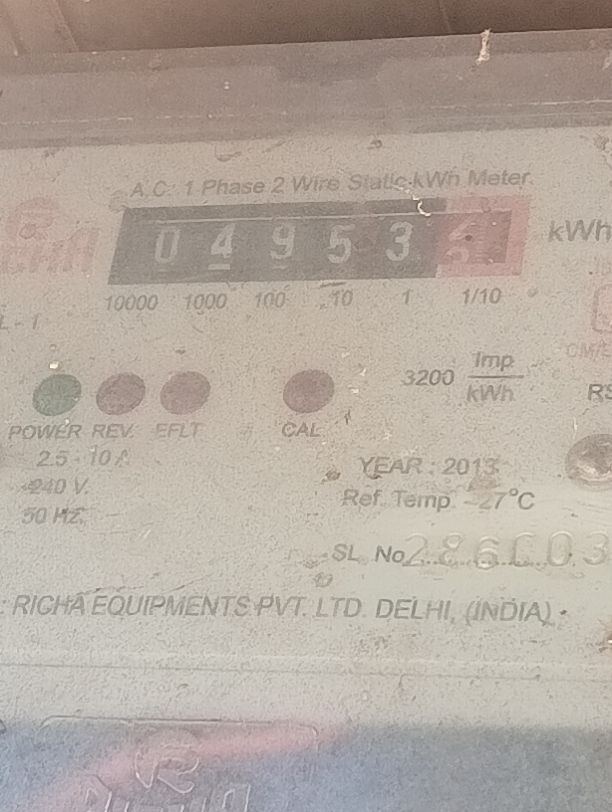 A.C. 1 Phase 2 Wire Static kWh Meter.
0 4 9 5 3
kWh
10000 1000 100 10 1 1/10
3200 Imp/kWh
POWER REV. EFLT CAL
2.5 - 10 A
240 V.
50 Hz.
YEAR : 2013
Ref. Temp - 27°C
SL No.
RICHA EQUIPMENTS PVT. LTD. DELHI, (INDIA)